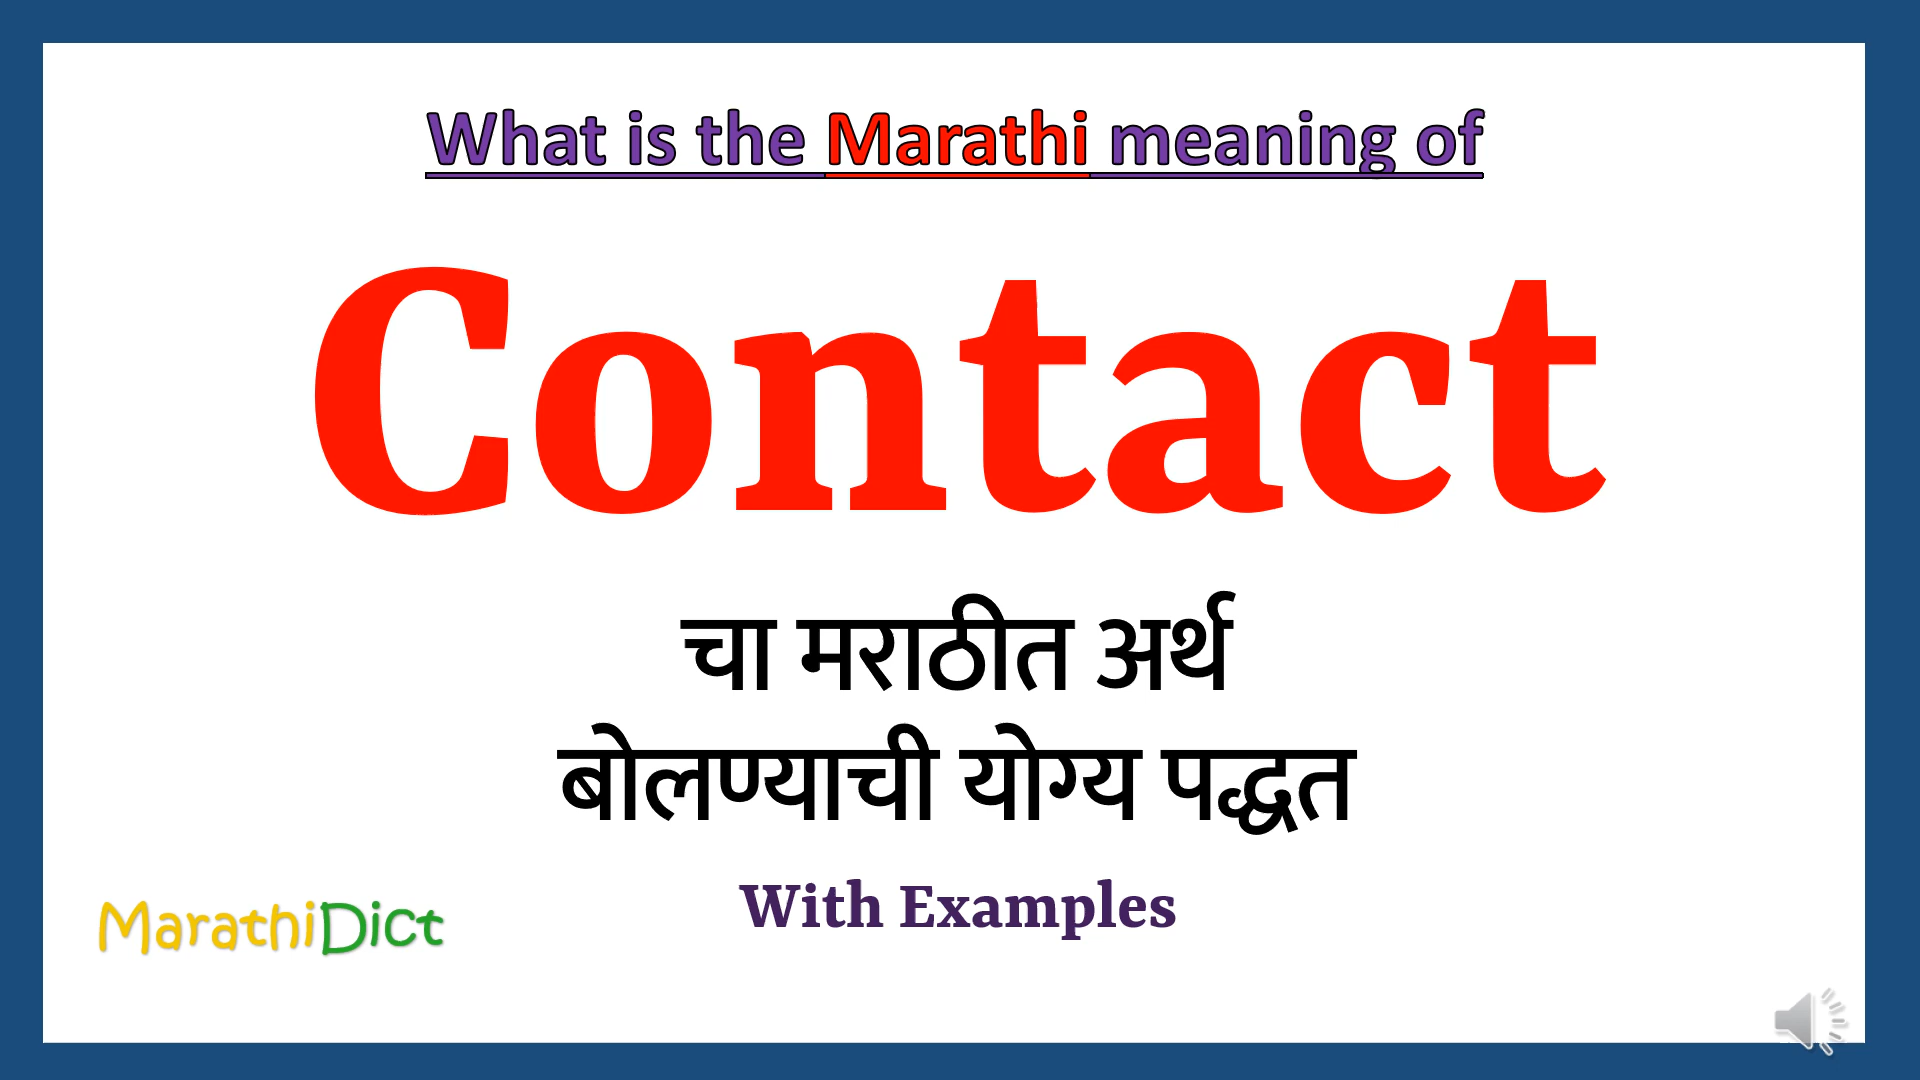 What is the Marathi meaning of
Contact
चा मराठीत अर्थ
बोलण्याची योग्य पद्धत
With Examples
MarathiDict